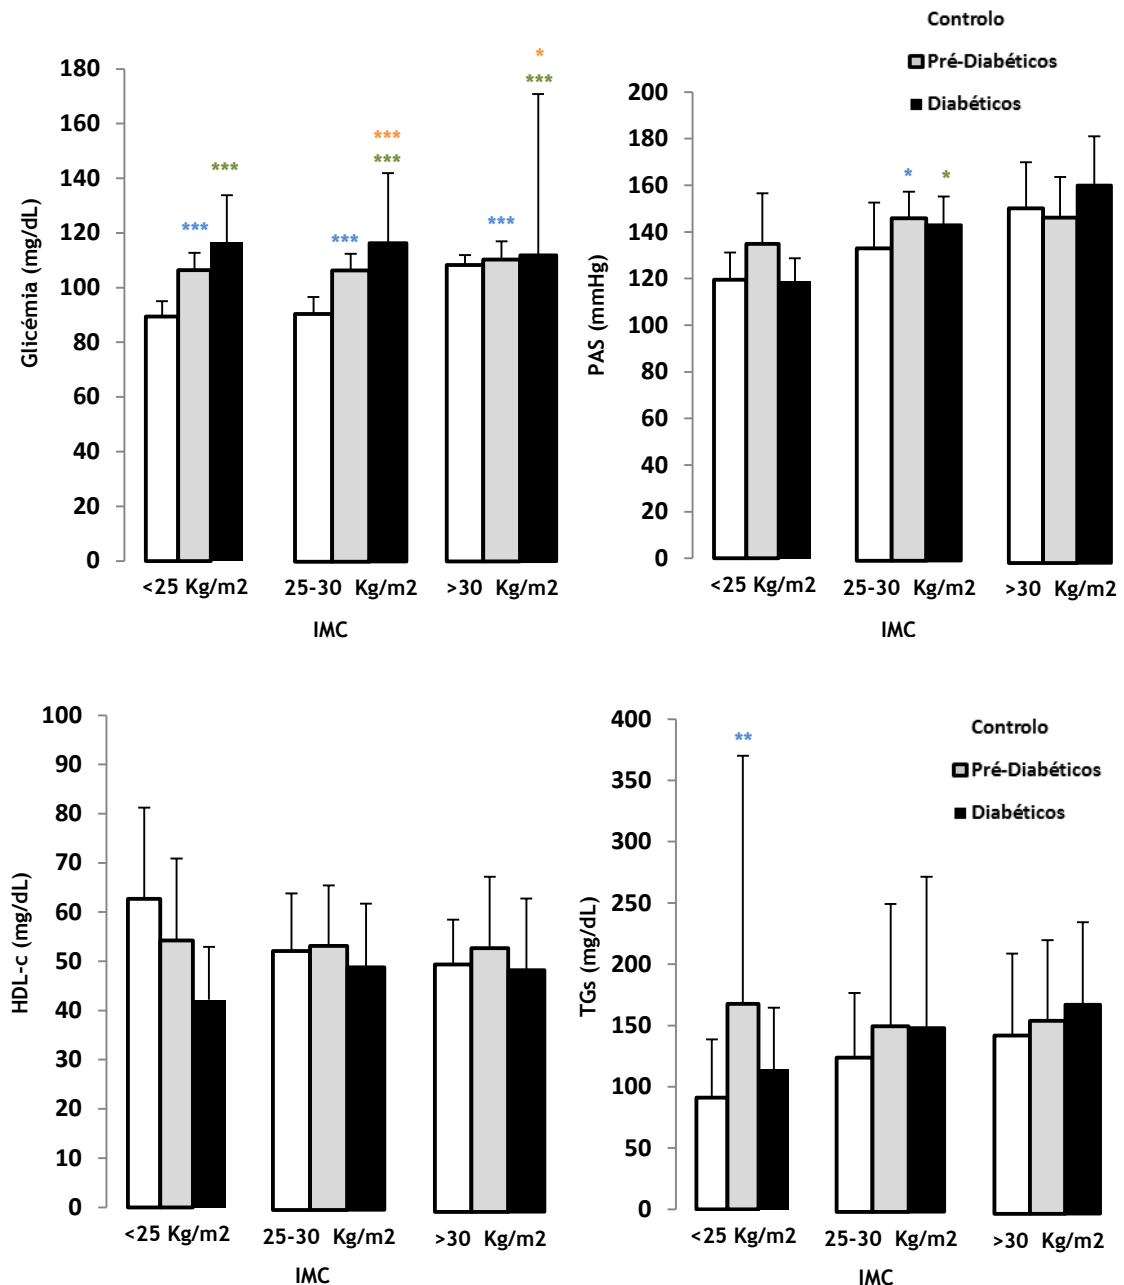 Controlo
Pré-Diabéticos
Diabéticos
Glicémia (mg/dL)
180
160
140
120
100
80
60
40
20
0
***
***
***
***
***
***
*
***
<25 Kg/m2
25-30 Kg/m2
>30 Kg/m2
IMC
PAS (mmHg)
200
180
160
140
120
100
80
60
40
20
0
*
*
<25 Kg/m2
25-30 Kg/m2
>30 Kg/m2
IMC
HDL-c (mg/dL)
100
90
80
70
60
50
40
30
20
10
0
<25 Kg/m2
25-30 Kg/m2
>30 Kg/m2
IMC
TGs (mg/dL)
400
350
300
250
200
150
100
50
0
**
Controlo
Pré-Diabéticos
Diabéticos
<25 Kg/m2
25-30 Kg/m2
>30 Kg/m2
IMC